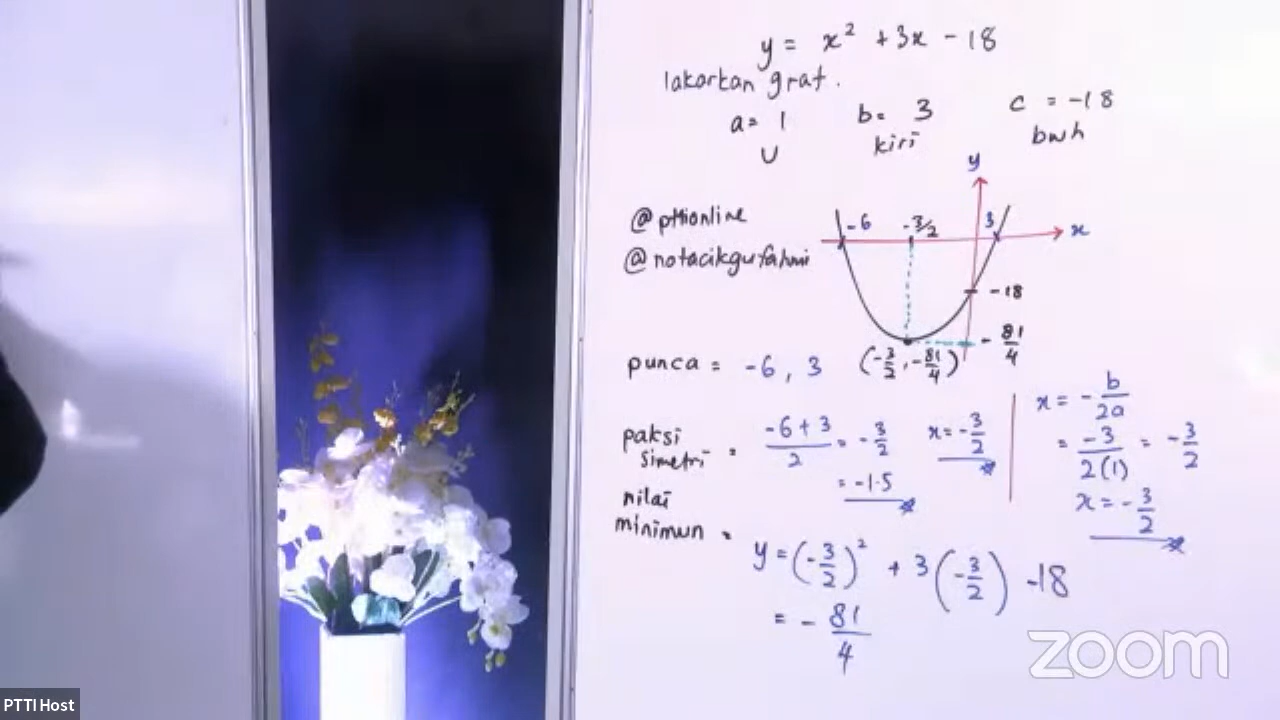 y = x² + 3x - 18
lakarkan graf.
a = 1
b = 3
c = -18
U
kiri
bwh
@pttionline
@notacikgufahmi
y
x
-6
-3/2
3
-18
-81/4
(-3/2, -81/4)
punca = -6, 3
paksi simetri = (-6+3)/2 = -3/2
= -1.5
x = -3/2
x = -b/2a
= -3/2(1) = -3/2
x = -3/2
nilai
minimun =
y = (-3/2)² + 3(-3/2) - 18
= -81/4
zoom
PTTI Host